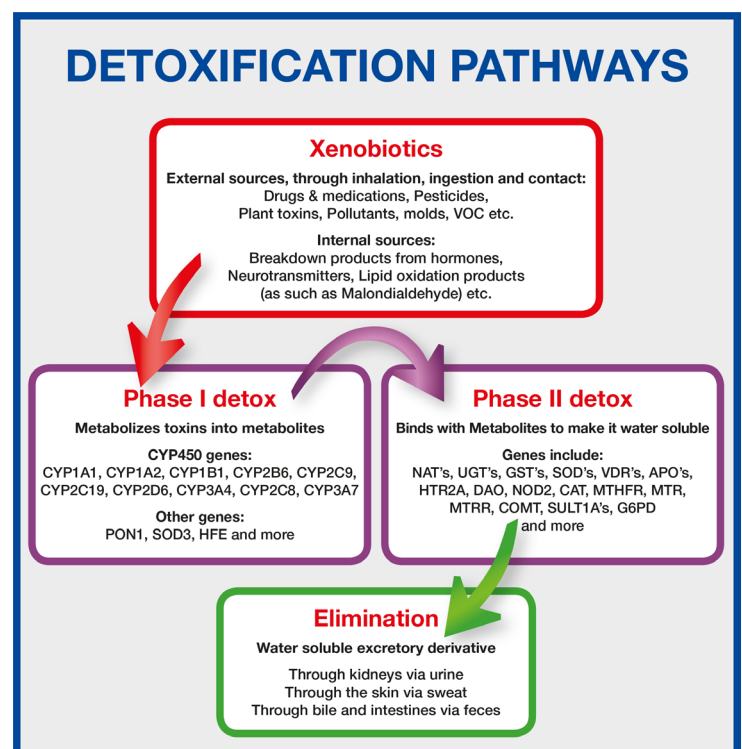 DETOXIFICATION PATHWAYS
Xenobiotics
External sources, through inhalation, ingestion and contact:
Drugs & medications, Pesticides,
Plant toxins, Pollutants, molds, VOC etc.
Internal sources:
Breakdown products from hormones,
Neurotransmitters, Lipid oxidation products
(as such as Malondialdehyde) etc.
Phase I detox
Metabolizes toxins into metabolites
CYP450 genes:
CYP1A1, CYP1A2, CYP1B1, CYP2B6, CYP2C9,
CYP2C19, CYP2D6, CYP3A4, CYP2C8, CYP3A7
Other genes:
PON1, SOD3, HFE and more
Phase II detox
Binds with Metabolites to make it water soluble
Genes include:
NAT's, UGT's, GST's, SOD's, VDR's, APO's,
HTR2A, DAO, NOD2, CAT, MTHFR, MTR,
MTRR, COMT, SULT1A's, G6PD
and more
Elimination
Water soluble excretory derivative
Through kidneys via urine
Through the skin via sweat
Through bile and intestines via feces